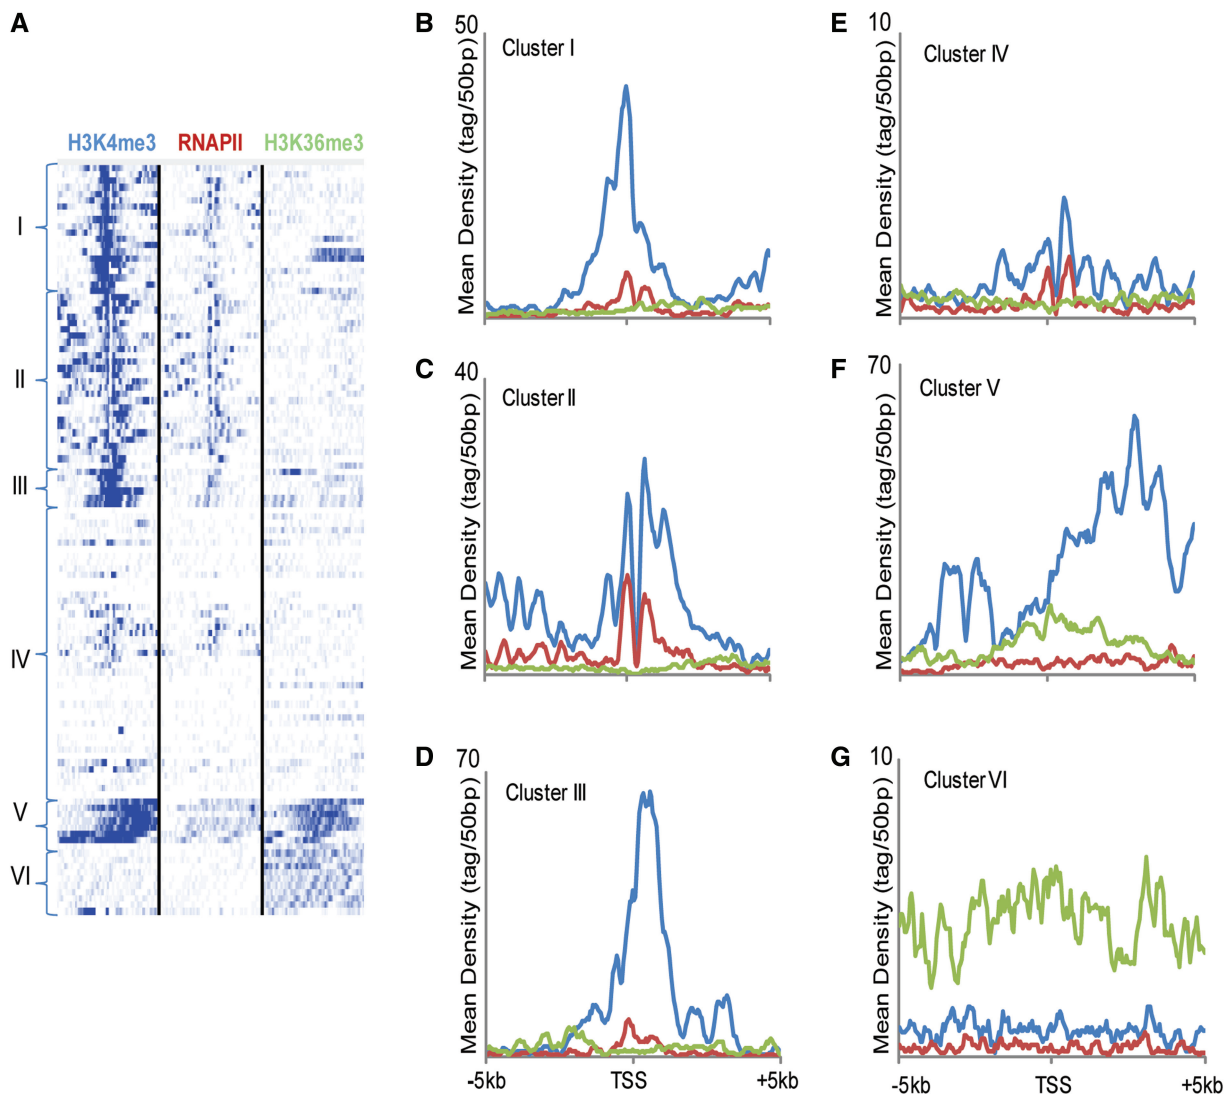 A
H3K4me3 RNAPII H3K36me3
I
II
III
IV
V
VI
B
50
Mean Density (tag/50bp)
Cluster I
C
40
Mean Density (tag/50bp)
Cluster II
D
70
Mean Density (tag/50bp)
Cluster III
-5kb TSS +5kb
E
10
Mean Density (tag/50bp)
Cluster IV
F
70
Mean Density (tag/50bp)
Cluster V
G
10
Mean Density (tag/50bp)
Cluster VI
-5kb TSS +5kb